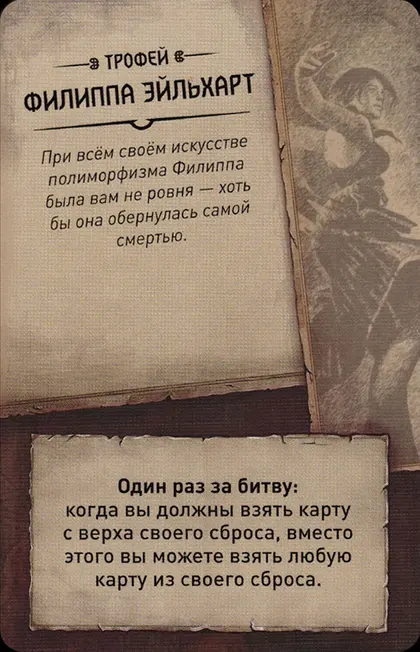 ТРОФЕЙ
ФИЛИППА ЭЙЛЬХАРТ
При всём своём искусстве
полиморфизма Филиппа
была вам не ровня — хоть
бы она обернулась самой
смертью.
Один раз за битву:
когда вы должны взять карту
с верха своего сброса, вместо
этого вы можете взять любую
карту из своего сброса.